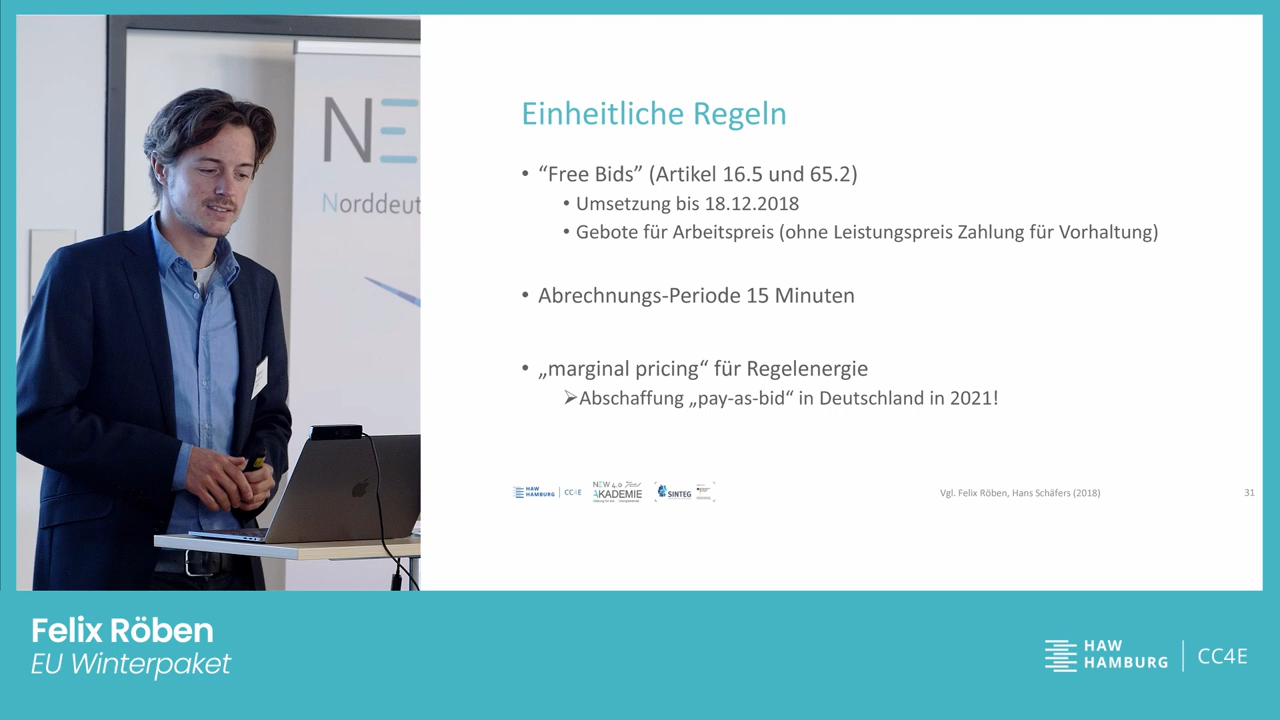 NE
Norddeut
Einheitliche Regeln
• “Free Bids” (Artikel 16.5 und 65.2)
• Umsetzung bis 18.12.2018
• Gebote für Arbeitspreis (ohne Leistungspreis Zahlung für Vorhaltung)
• Abrechnungs-Periode 15 Minuten
• „marginal pricing“ für Regelenergie
➢Abschaffung „pay-as-bid“ in Deutschland in 2021!
HAW HAMBURG | CC4E
NEW 4.0
AKADEMIE
SINTEG
Vgl. Felix Röben, Hans Schäfers (2018)
31
Felix Röben
EU Winterpaket
HAW
HAMBURG
CC4E